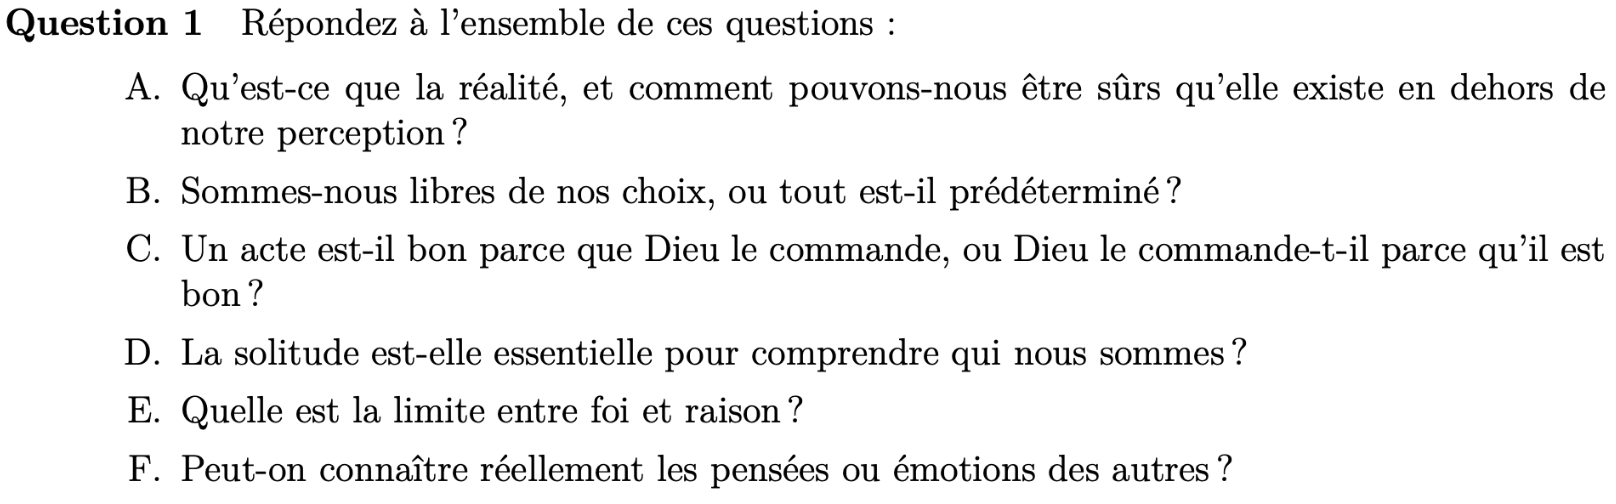 Question 1 Répondez à l'ensemble de ces questions :
A. Qu'est-ce que la réalité, et comment pouvons-nous être sûrs qu'elle existe en dehors de
notre perception ?
B. Sommes-nous libres de nos choix, ou tout est-il prédéterminé ?
C. Un acte est-il bon parce que Dieu le commande, ou Dieu le commande-t-il parce qu'il est
bon ?
D. La solitude est-elle essentielle pour comprendre qui nous sommes ?
E. Quelle est la limite entre foi et raison ?
F. Peut-on connaître réellement les pensées ou émotions des autres ?